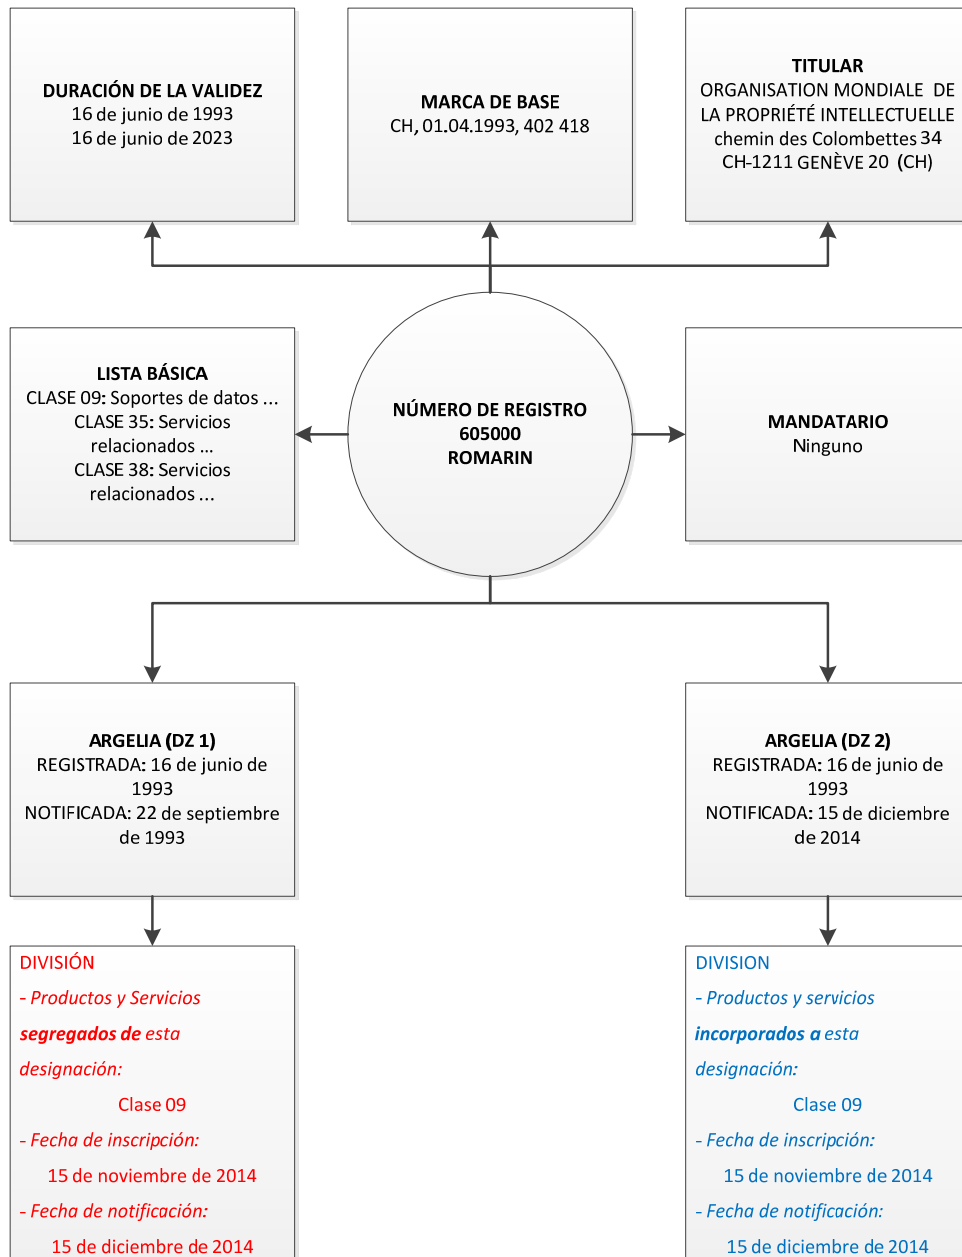 DURACIÓN DE LA VALIDEZ
16 de junio de 1993
16 de junio de 2023
MARCA DE BASE
CH, 01.04.1993, 402 418
TITULAR
ORGANISATION MONDIALE DE
LA PROPRIÉTÉ INTELLECTUELLE
chemin des Colombettes 34
CH-1211 GENÈVE 20 (CH)
LISTA BÁSICA
CLASE 09: Soportes de datos ...
CLASE 35: Servicios
relacionados ...
CLASE 38: Servicios
relacionados ...
NÚMERO DE REGISTRO
605000
ROMARIN
MANDATARIO
Ninguno
ARGELIA (DZ 1)
REGISTRADA: 16 de junio de
1993
NOTIFICADA: 22 de septiembre
de 1993
ARGELIA (DZ 2)
REGISTRADA: 16 de junio de
1993
NOTIFICADA: 15 de diciembre
de 2014
DIVISIÓN
- Productos y Servicios
segregados de esta
designación:
Clase 09
- Fecha de inscripción:
15 de noviembre de 2014
- Fecha de notificación:
15 de diciembre de 2014
DIVISION
- Productos y servicios
incorporados a esta
designación:
Clase 09
- Fecha de inscripción:
15 de noviembre de 2014
- Fecha de notificación:
15 de diciembre de 2014